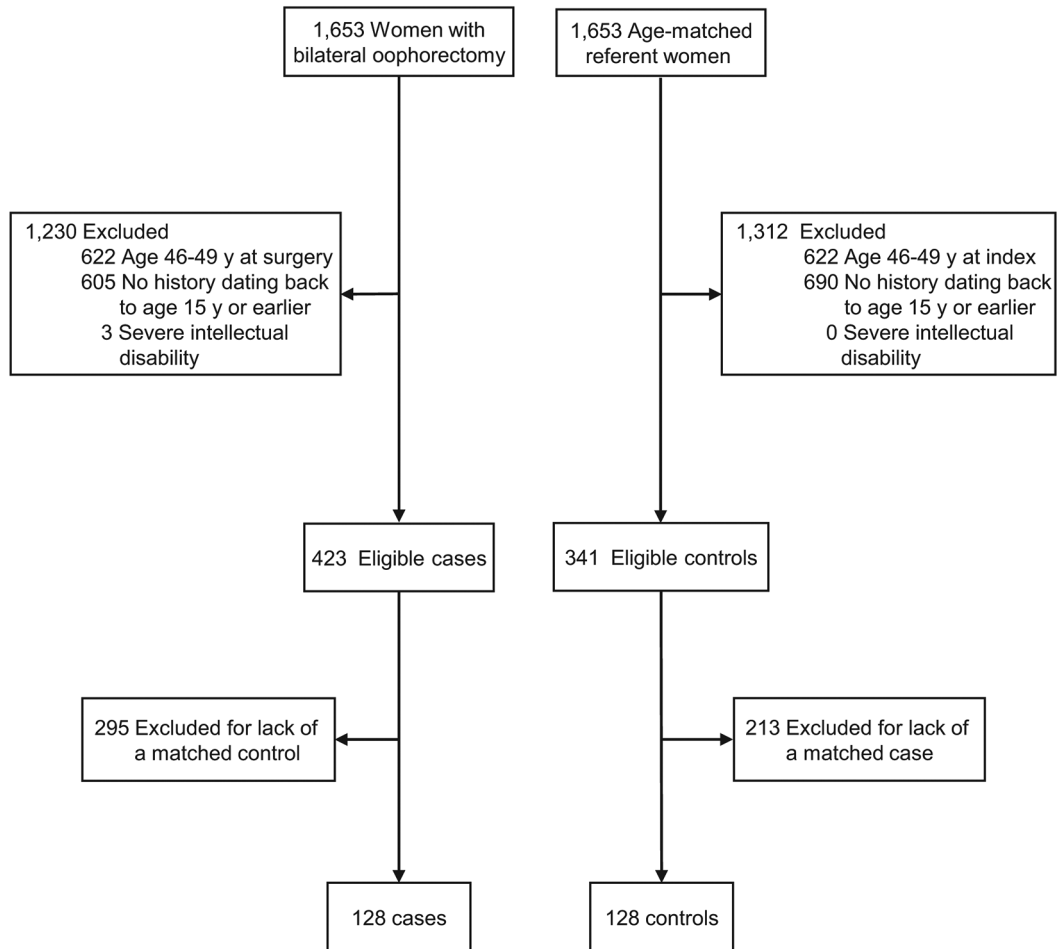 1,653 Women with
bilateral oophorectomy
1,653 Age-matched
referent women
1,230 Excluded
622 Age 46-49 y at surgery
605 No history dating back
to age 15 y or earlier
3 Severe intellectual
disability
1,312 Excluded
622 Age 46-49 y at index
690 No history dating back
to age 15 y or earlier
0 Severe intellectual
disability
423 Eligible cases
341 Eligible controls
295 Excluded for lack of
a matched control
213 Excluded for lack of
a matched case
128 cases
128 controls